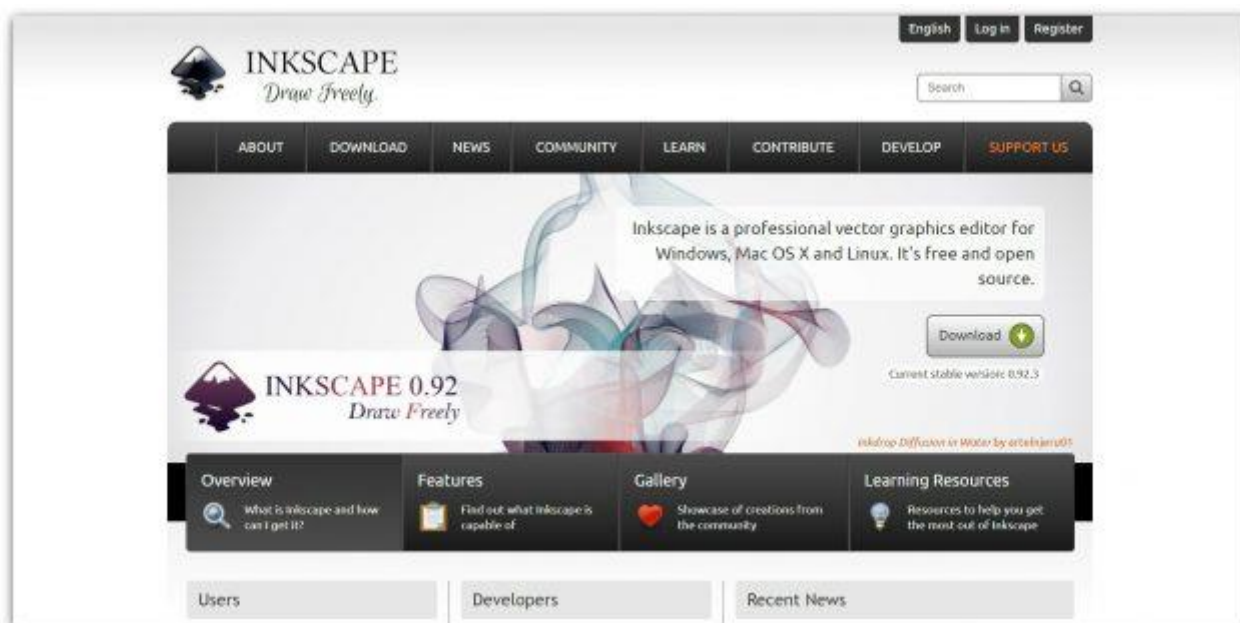 English Log in Register
INKSCAPE
Draw Freely.
Search
ABOUT DOWNLOAD NEWS COMMUNITY LEARN CONTRIBUTE DEVELOP SUPPORT US
Inkscape is a professional vector graphics editor for
Windows, Mac OS X and Linux. It's free and open
source.
Download
Current stable version: 0.92.3
INKSCAPE 0.92
Draw Freely
Inkdrop Diffusion in Water by
Overview
What is Inkscape and how
can I get it?
Features
Find out what Inkscape is
capable of
Gallery
Showcase of creations from
the community
Learning Resources
Resources to help you get
the most out of Inkscape
Users
Developers
Recent News